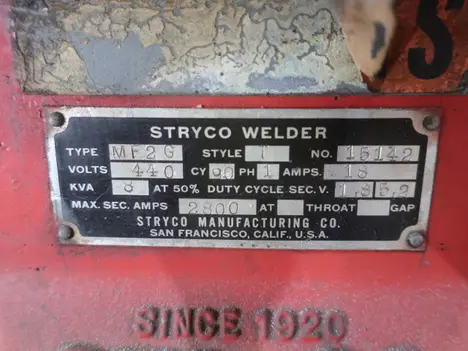 S
STRYCO WELDER
TYPE MF2G STYLE T NO. 15142
VOLTS 440 CY PH 1 AMPS. 18
KVA 8 AT 50% DUTY CYCLE SEC. V.
MAX. SEC. AMPS 2800 AT THROAT GAP
STRYCO MANUFACTURING CO.
SAN FRANCISCO, CALIF., U.S.A.
SINCE 1920